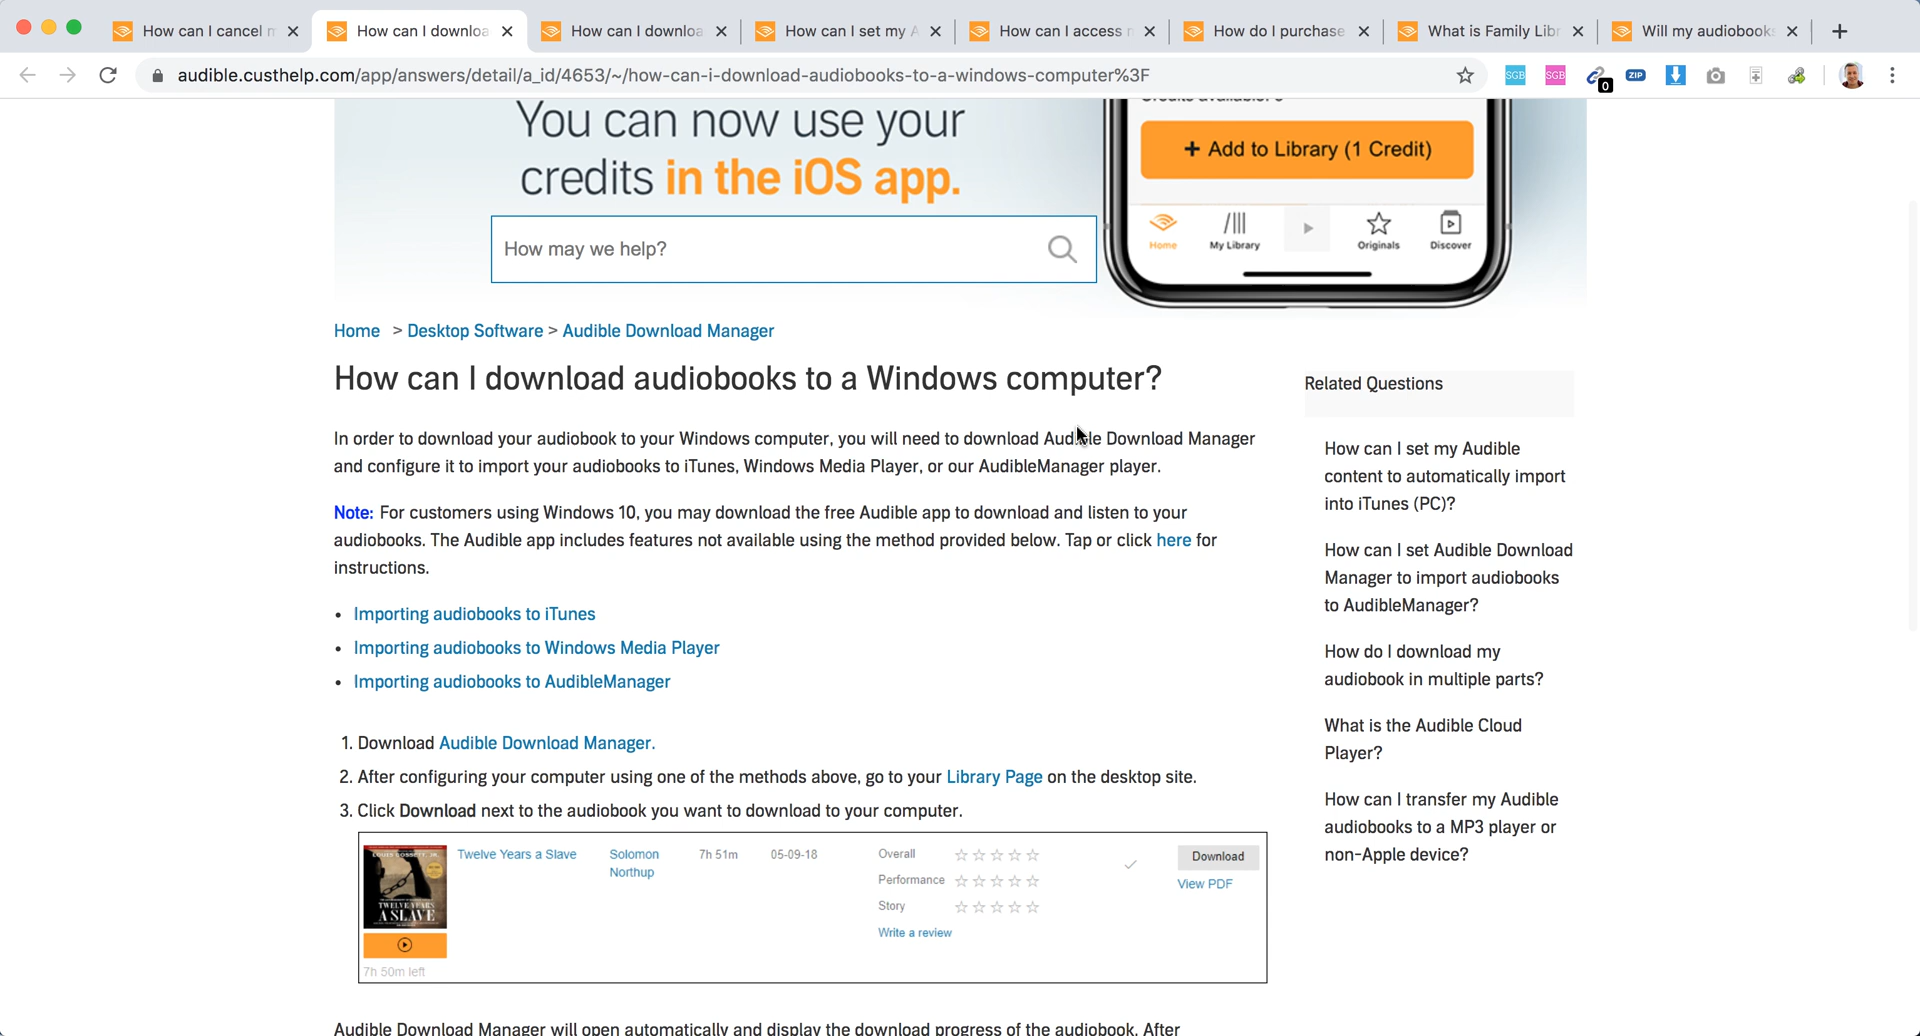 How can I cancel m
How can I downloa
How can I downloa
How can I set my A
How can I access m
How do I purchase
What is Family Libr
Will my audiobook
audible.custhelp.com/app/answers/detail/a_id/4653/~/how-can-i-download-audiobooks-to-a-windows-computer%3F
SGB
SGB
0
ZIP
You can now use your
credits in the iOS app.
+ Add to Library (1 Credit)
Home
My Library
Originals
Discover
How may we help?
Home > Desktop Software > Audible Download Manager
How can I download audiobooks to a Windows computer?
In order to download your audiobook to your Windows computer, you will need to download Audible Download Manager
and configure it to import your audiobooks to iTunes, Windows Media Player, or our AudibleManager player.
Note: For customers using Windows 10, you may download the free Audible app to download and listen to your
audiobooks. The Audible app includes features not available using the method provided below. Tap or click here for
instructions.
• Importing audiobooks to iTunes
• Importing audiobooks to Windows Media Player
• Importing audiobooks to AudibleManager
1. Download Audible Download Manager.
2. After configuring your computer using one of the methods above, go to your Library Page on the desktop site.
3. Click Download next to the audiobook you want to download to your computer.
LOUIS GOSSETT, JR.
TWELVE YEARS
A SLAVE
7h 50m left
Twelve Years a Slave
Solomon
Northup
7h 51m
05-09-18
Overall
Performance
Story
Write a review
Download
View PDF
Audible Download Manager will open automatically and display the download progress of the audiobook. After
Related Questions
How can I set my Audible
content to automatically import
into iTunes (PC)?
How can I set Audible Download
Manager to import audiobooks
to AudibleManager?
How do I download my
audiobook in multiple parts?
What is the Audible Cloud
Player?
How can I transfer my Audible
audiobooks to a MP3 player or
non-Apple device?